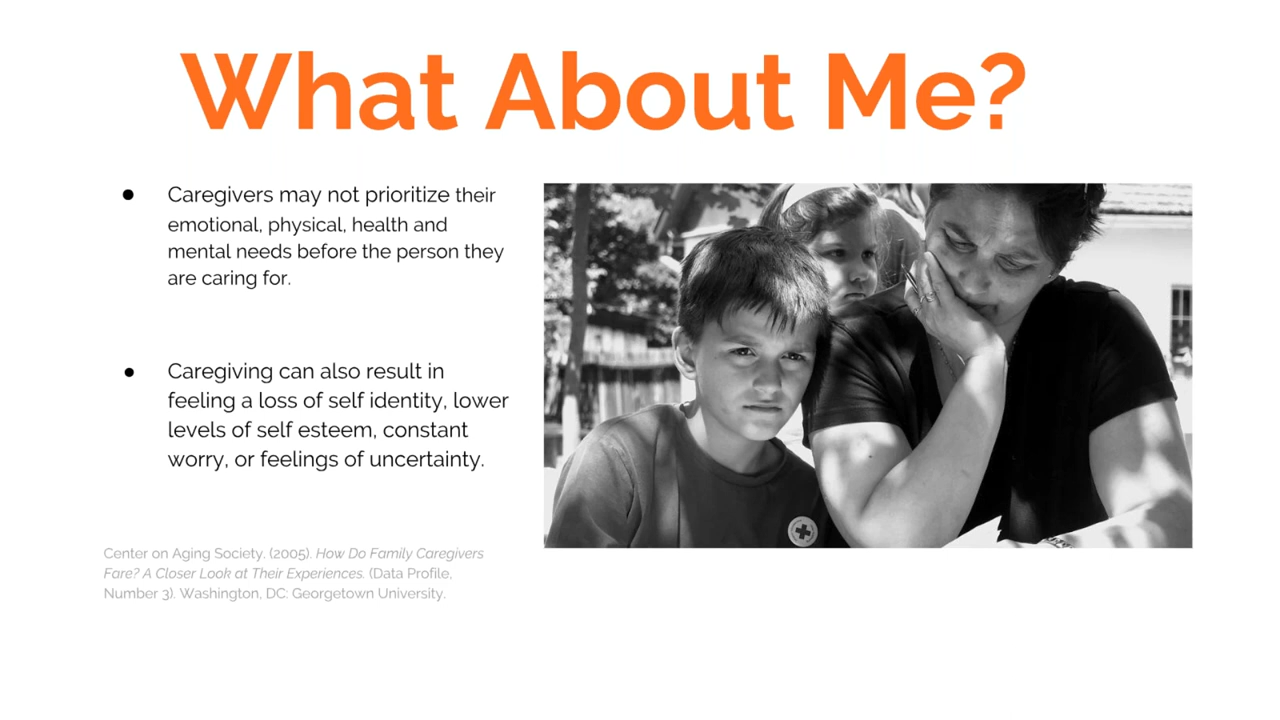 What About Me?
● Caregivers may not prioritize their
emotional, physical, health and
mental needs before the person they
are caring for.
● Caregiving can also result in
feeling a loss of self identity, lower
levels of self esteem, constant
worry, or feelings of uncertainty.
Center on Aging Society. (2005). How Do Family Caregivers
Fare? A Closer Look at Their Experiences. (Data Profile,
Number 3). Washington, DC: Georgetown University.